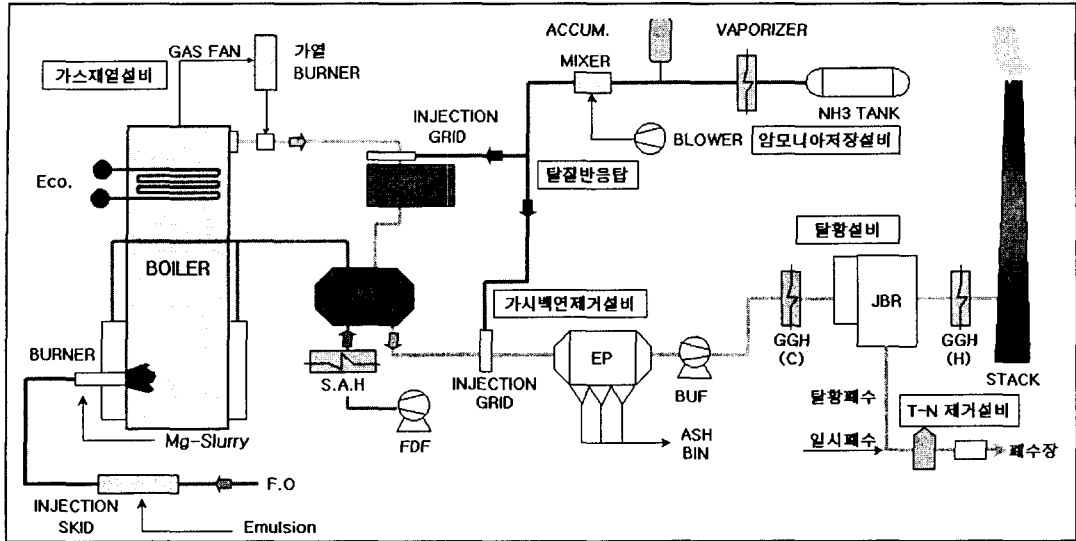 ACCUM.
VAPORIZER
GAS FAN
가열
BURNER
가스재열설비
MIXER
NH3 TANK
INJECTION
GRID
BLOWER
암모니아저장설비
탈질반응탑
Eco.
탈황설비
BOILER
가시백연제거설비
JBR
BURNER
EP
GGH
(C)
GGH
(H)
S.A.H
INJECTION
GRID
BUF
STACK
탈황폐수
T-N 제거설비
Mg-Slurry
FDF
ASH
BIN
일시폐수
폐수장
F.O
INJECTION
SKID
Emulsion